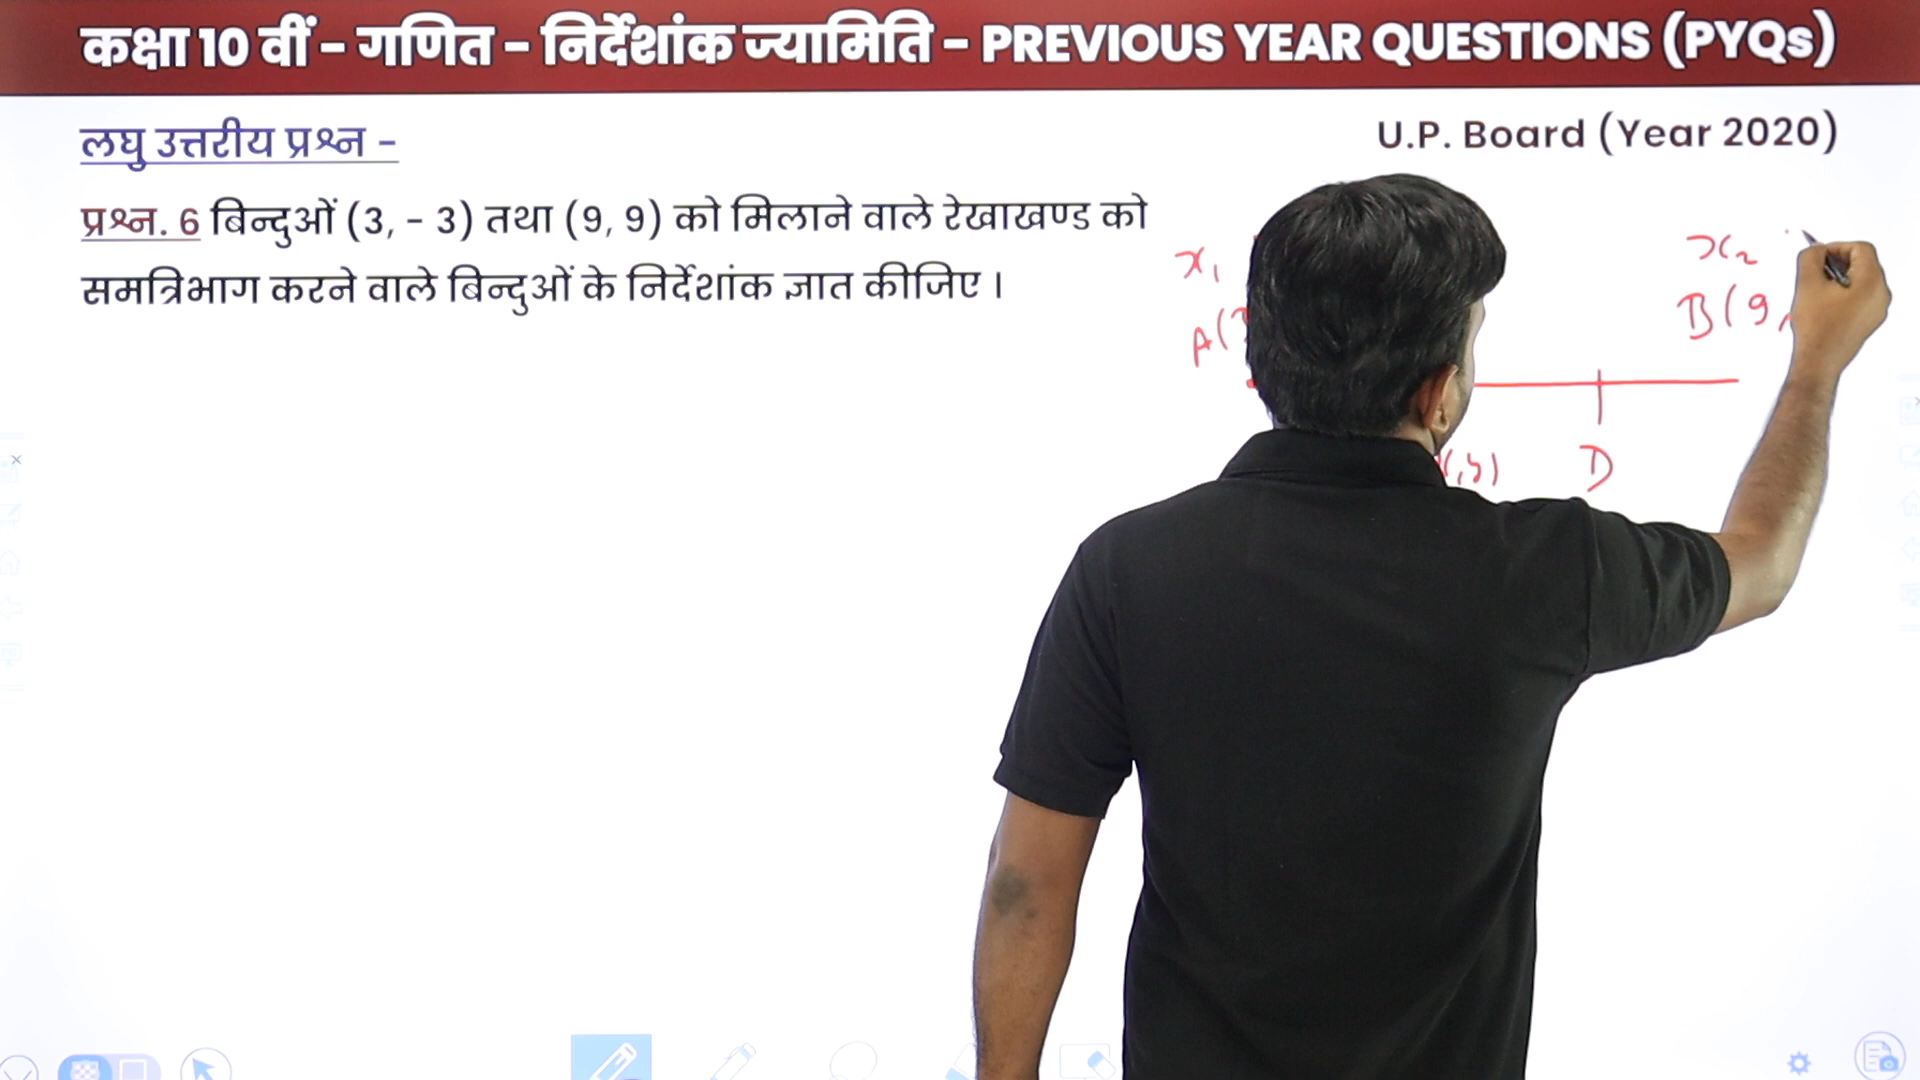 कक्षा 10 वीं - गणित - निर्देशांक ज्यामिति - PREVIOUS YEAR QUESTIONS (PYQs)
लघु उत्तरीय प्रश्न -
U.P. Board (Year 2020)
प्रश्न. 6 बिन्दुओं (3, - 3) तथा (9, 9) को मिलाने वाले रेखाखण्ड को
समत्रिभाग करने वाले बिन्दुओं के निर्देशांक ज्ञात कीजिए ।
x₁ x₂
A( B(9,
,y) D